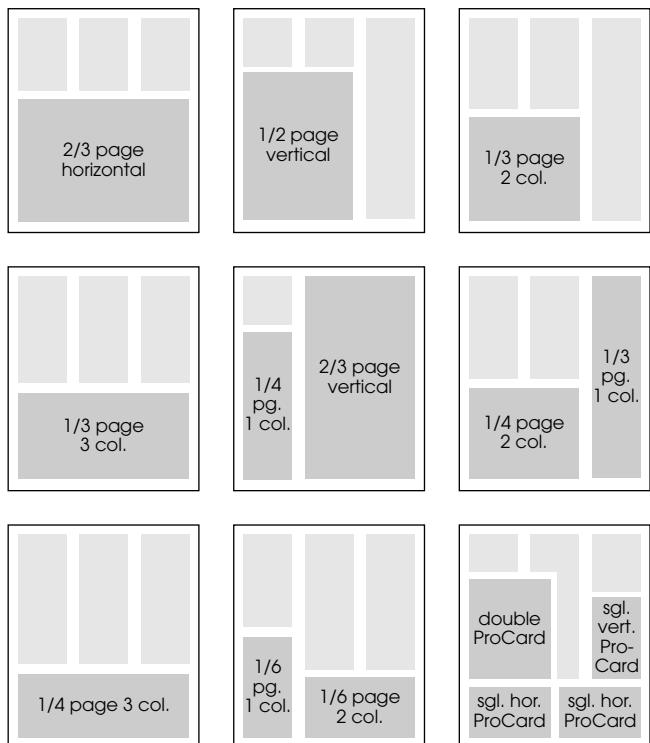 2/3 page
horizontal
1/2 page
vertical
1/3 page
2 col.
1/3 page
3 col.
1/4
pg.
1 col.
2/3 page
vertical
1/4 page
2 col.
1/3
pg.
1 col.
1/4 page 3 col.
1/6
pg.
1 col.
1/6 page
2 col.
double
ProCard
sgl.
vert.
Pro-
Card
sgl. hor.
ProCard
sgl. hor.
ProCard